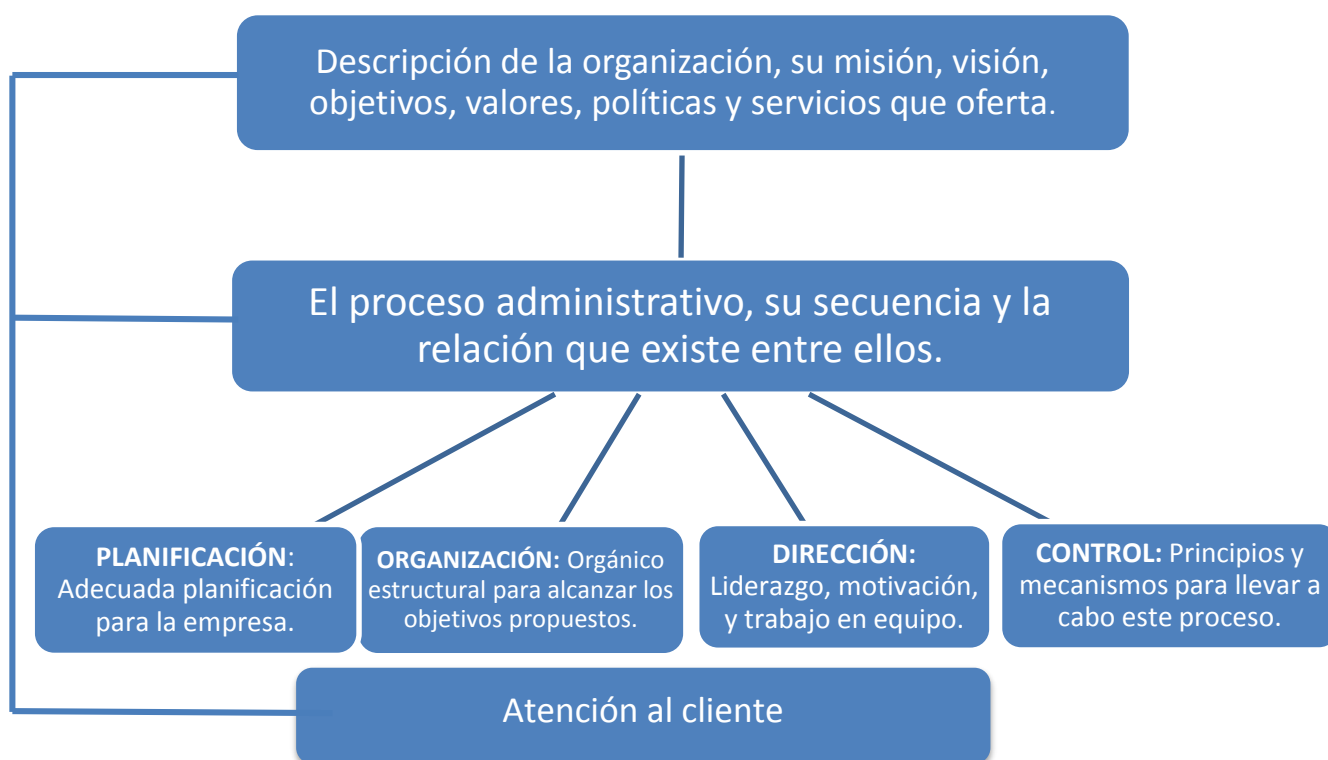 Descripción de la organización, su misión, visión,
objetivos, valores, políticas y servicios que oferta.
El proceso administrativo, su secuencia y la
relación que existe entre ellos.
PLANIFICACIÓN:
Adecuada planificación
para la empresa.
ORGANIZACIÓN: Orgánico
estructural para alcanzar los
objetivos propuestos.
DIRECCIÓN:
Liderazgo, motivación,
y trabajo en equipo.
CONTROL: Principios y
mecanismos para llevar a
cabo este proceso.
Atención al cliente